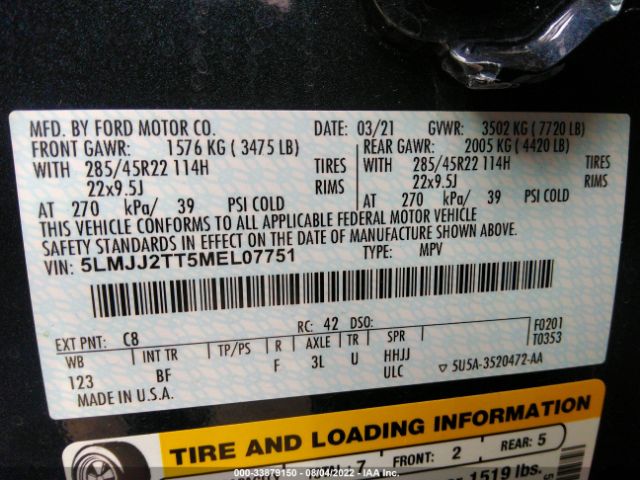 MFD. BY FORD MOTOR CO. DATE: 03/21 GVWR: 3502 KG ( 7720 LB)
FRONT GAWR: 1576 KG ( 3475 LB) REAR GAWR: 2005 KG ( 4420 LB)
WITH 285/45R22 114H TIRES WITH 285/45R22 114H TIRES
22x9.5J RIMS 22x9.5J RIMS
AT 270 kPa/ 39 PSI COLD AT 270 kPa/ 39 PSI COLD
THIS VEHICLE CONFORMS TO ALL APPLICABLE FEDERAL MOTOR VEHICLE
SAFETY STANDARDS IN EFFECT ON THE DATE OF MANUFACTURE SHOWN ABOVE.
VIN: 5LMJJ2TT5MEL07751 TYPE: MPV
EXT PNT: C8 RC: 42 DSO: F0201
WB INT TR TP/PS R AXLE TR SPR T0353
123 BF F 3L U HHJJ
ULC 5U5A-3520472-AA
MADE IN U.S.A.
TIRE AND LOADING INFORMATION
7 FRONT: 2 REAR: 5
1519 lbs.
000-33879150 - 08/04/2022 - IAA Inc.